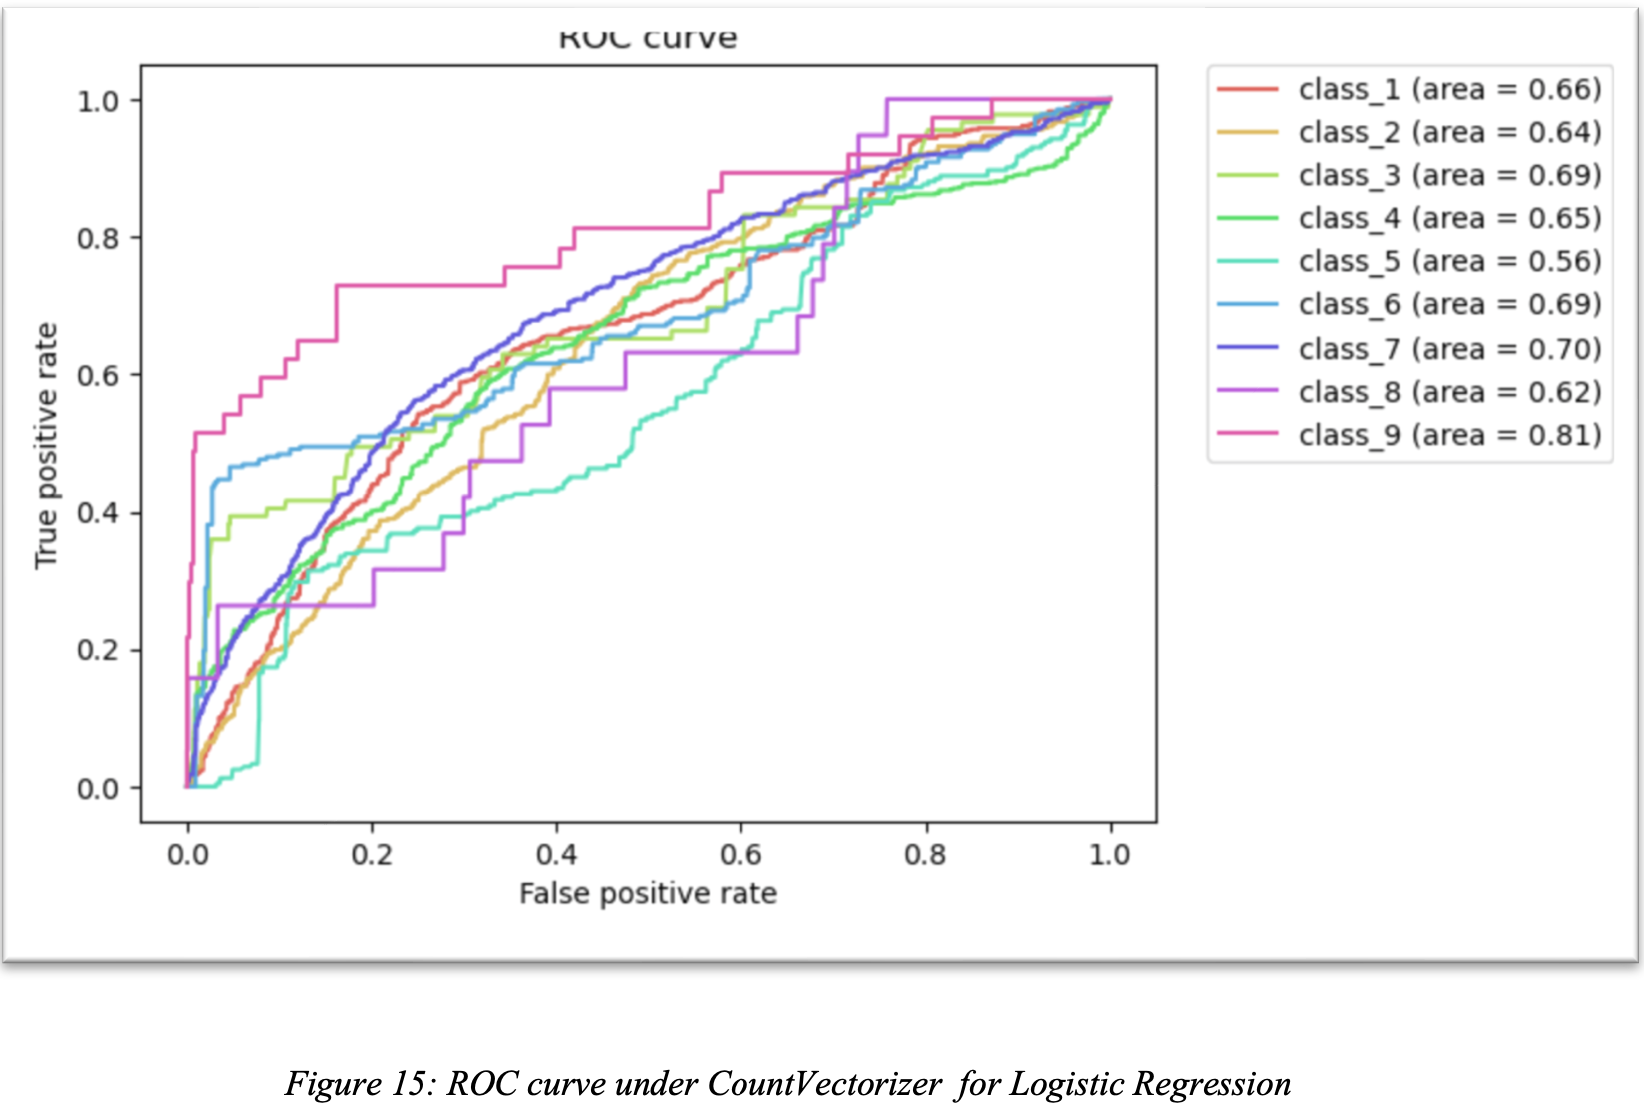 ROC curve
1.0
0.8
0.6
0.4
0.2
0.0
True positive rate
0.0 0.2 0.4 0.6 0.8 1.0
False positive rate
class_1 (area = 0.66)
class_2 (area = 0.64)
class_3 (area = 0.69)
class_4 (area = 0.65)
class_5 (area = 0.56)
class_6 (area = 0.69)
class_7 (area = 0.70)
class_8 (area = 0.62)
class_9 (area = 0.81)
Figure 15: ROC curve under CountVectorizer for Logistic Regression